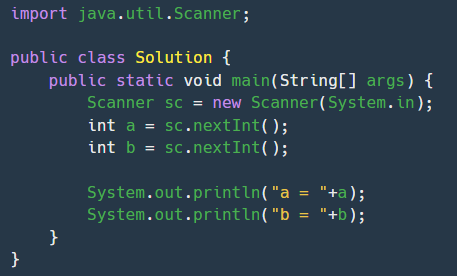 import java.util.Scanner;

public class Solution {
    public static void main(String[] args) {
        Scanner sc = new Scanner(System.in);
        int a = sc.nextInt();
        int b = sc.nextInt();

        System.out.println("a = "+a);
        System.out.println("b = "+b);
    }
}